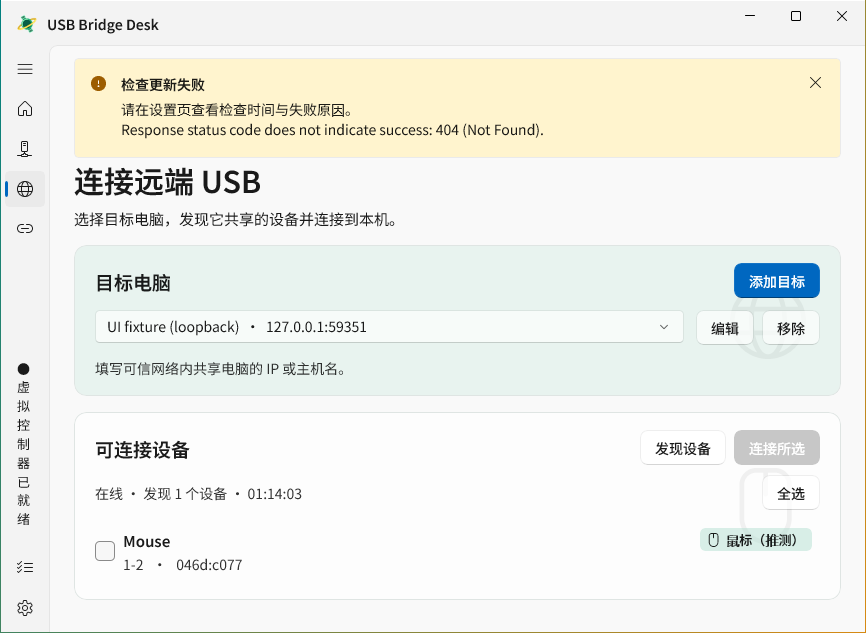 USB Bridge Desk
检查更新失败
请在设置页查看检查时间与失败原因。
Response status code does not indicate success: 404 (Not Found).
连接远端 USB
选择目标电脑，发现它共享的设备并连接到本机。
目标电脑
添加目标
UI fixture (loopback) • 127.0.0.1:59351
编辑
移除
填写可信网络内共享电脑的 IP 或主机名。
可连接设备
发现设备
连接所选
在线 • 发现 1 个设备 • 01:14:03
全选
Mouse
1-2 • 046d:c077
鼠标（推测）
虚拟控制器已就绪